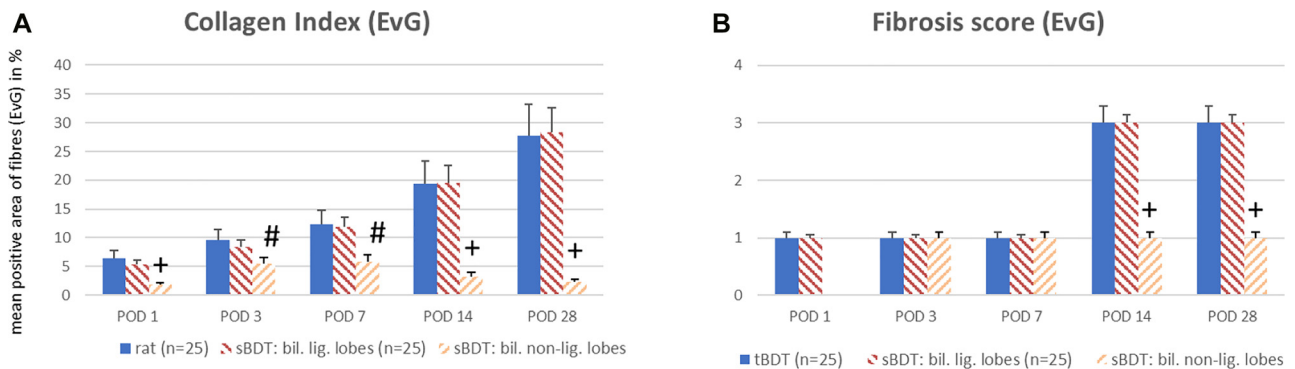 A
Collagen Index (EvG)
mean positive area of fibres (EvG) in %
40
35
30
25
20
15
10
5
0
+
#
#
+
+
POD 1 POD 3 POD 7 POD 14 POD 28
rat (n=25) sBDT: bil. lig. lobes (n=25) sBDT: bil. non-lig. lobes
B
Fibrosis score (EvG)
4
3
2
1
0
+
+
POD 1 POD 3 POD 7 POD 14 POD 28
tBDT (n=25) sBDT: bil. lig. lobes (n=25) sBDT: bil. non-lig. lobes